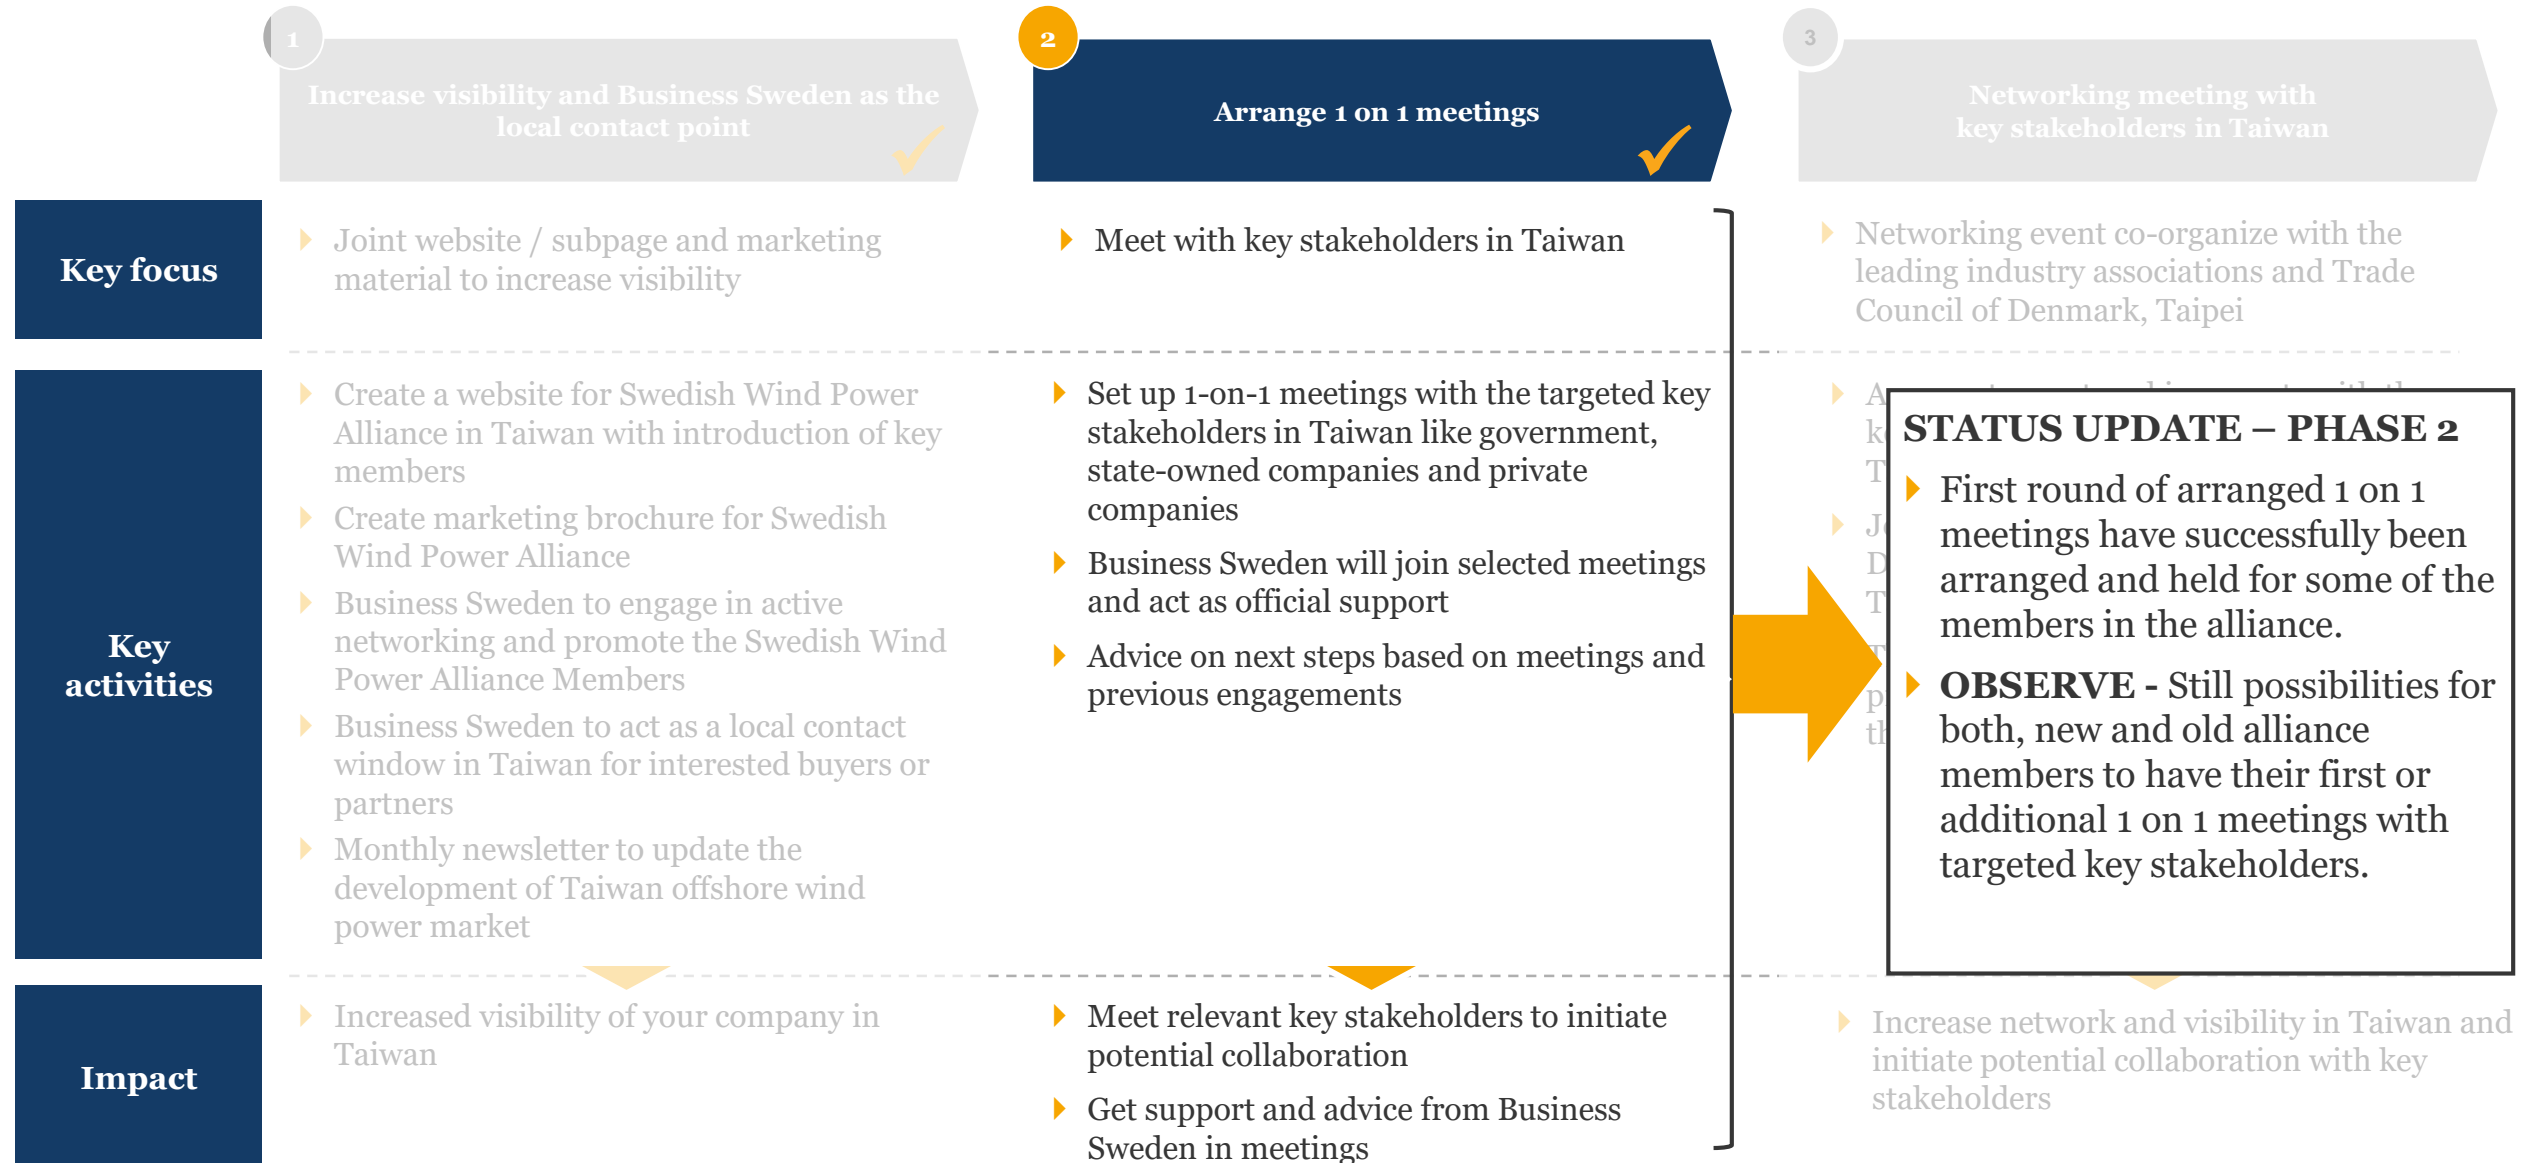 1
Increase visibility and Business Sweden as the
local contact point
2
Arrange 1 on 1 meetings
3
Networking meeting with
key stakeholders in Taiwan
Key focus
Joint website / subpage and marketing
material to increase visibility
Meet with key stakeholders in Taiwan
Networking event co-organize with the
leading industry associations and Trade
Council of Denmark, Taipei
Key
activities
Create a website for Swedish Wind Power
Alliance in Taiwan with introduction of key
members
Create marketing brochure for Swedish
Wind Power Alliance
Business Sweden to engage in active
networking and promote the Swedish Wind
Power Alliance Members
Business Sweden to act as a local contact
window in Taiwan for interested buyers or
partners
Monthly newsletter to update the
development of Taiwan offshore wind
power market
Set up 1-on-1 meetings with the targeted key
stakeholders in Taiwan like government,
state-owned companies and private
companies
Business Sweden will join selected meetings
and act as official support
Advice on next steps based on meetings and
previous engagements
STATUS UPDATE – PHASE 2
First round of arranged 1 on 1
meetings have successfully been
arranged and held for some of the
members in the alliance.
OBSERVE - Still possibilities for
both, new and old alliance
members to have their first or
additional 1 on 1 meetings with
targeted key stakeholders.
Impact
Increased visibility of your company in
Taiwan
Meet relevant key stakeholders to initiate
potential collaboration
Get support and advice from Business
Sweden in meetings
Increase network and visibility in Taiwan and
initiate potential collaboration with key
stakeholders